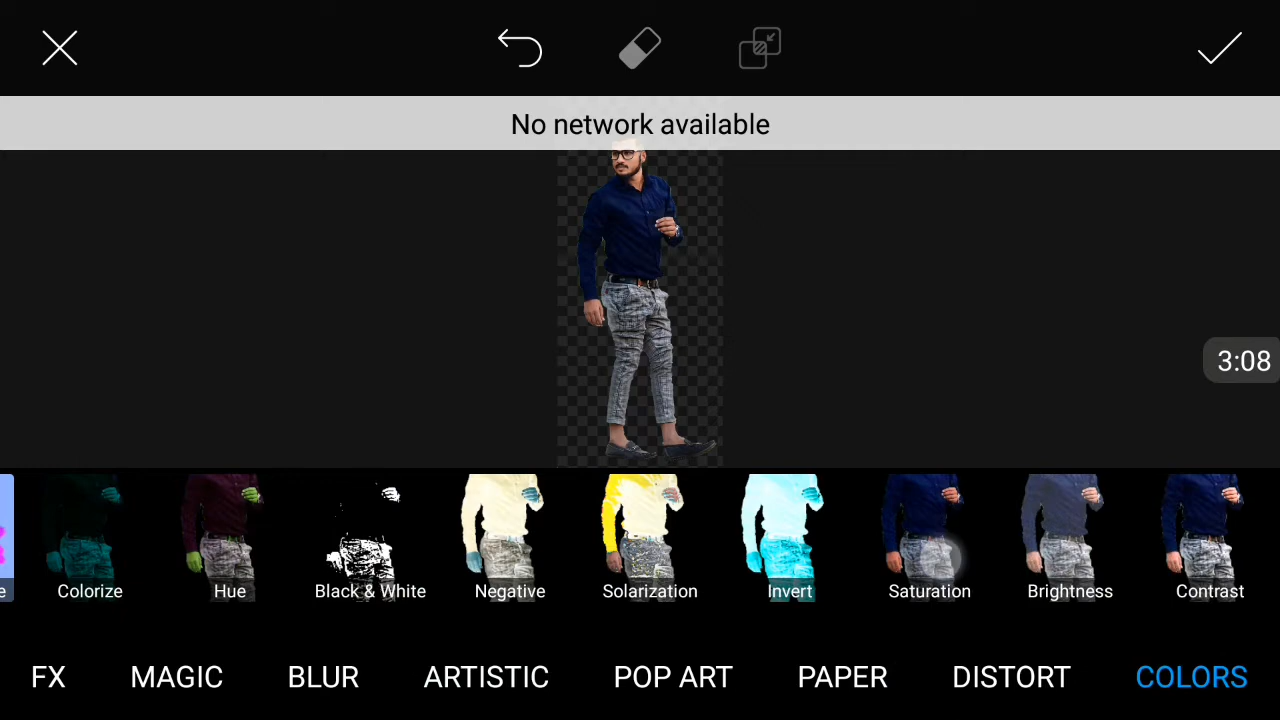 No network available
3:08
e
Colorize
Hue
Black & White
Negative
Solarization
Invert
Saturation
Brightness
Contrast
FX
MAGIC
BLUR
ARTISTIC
POP ART
PAPER
DISTORT
COLORS